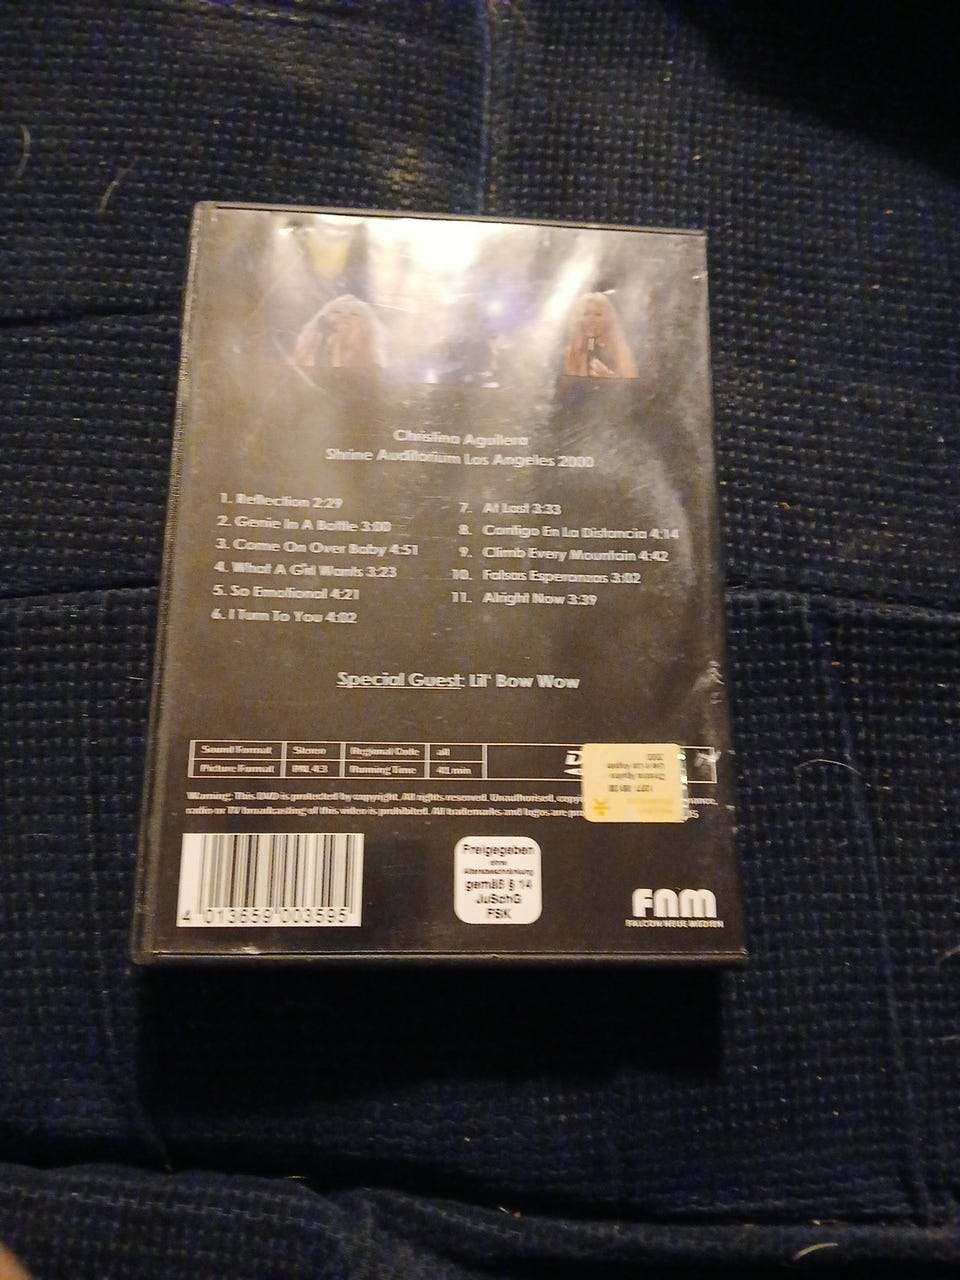 Christina Aguilera
Shrine Auditorium Los Angeles 2000
1. Reflection 2:29
2. Genie In A Bottle 3:00
3. Come On Over Baby 4:51
4. What A Girl Wants 3:23
5. So Emotional 4:21
6. I Turn To You 4:02
7. At Last 3:33
8. Contigo En La Distancia 4:14
9. Climb Every Mountain 4:42
10. Falsas Esperanzas 3:02
11. Alright Now 3:39
Special Guest: Lil' Bow Wow
Sound Format Stereo Regional Code all
Picture Format PAL 4:3 Running Time min
Warning: This DVD is protected by copyright. All rights reserved. Unauthorised,
radio or TV broadcasting of this video is prohibited. All trademarks and logos are
4 013659 003595
Freigegeben
ohne
Altersbeschränkung
gemäß § 14
JuSchG
FSK
FNM
FALCON NEUE MEDIEN